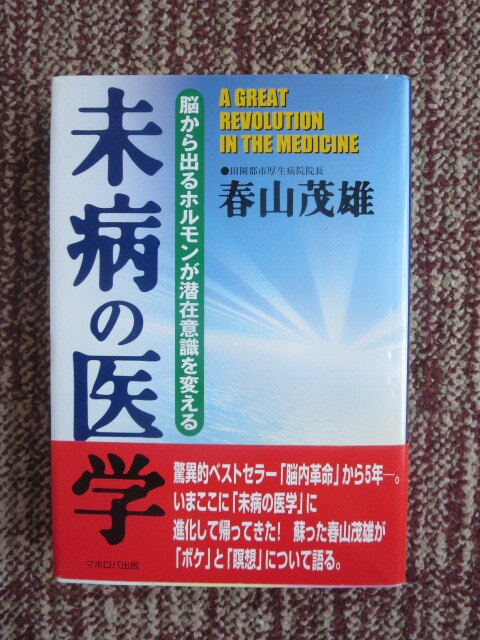 A GREAT
REVOLUTION
IN THE MEDICINE
●田園都市厚生病院院長
春山茂雄
脳から出るホルモンが潜在意識を変える
未病の医学
驚異的ベストセラー「脳内革命」から5年―。
いまここに「未病の医学」に
進化して帰ってきた! 蘇った春山茂雄が
「ボケ」と「瞑想」について語る。
マホロバ出版